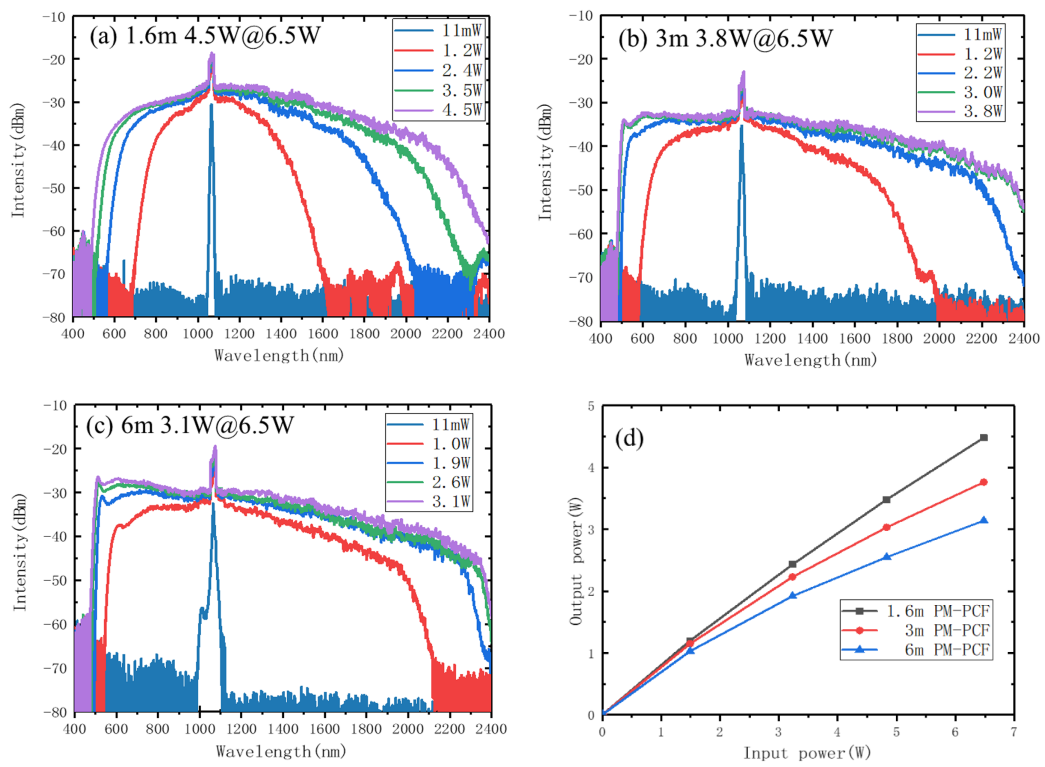 (a) 1.6m 4.5W@6.5W
11mW
1.2W
2.4W
3.5W
4.5W
-10
-20
-30
-40
-50
-60
-70
-80
Intensity(dBm)
400 600 800 1000 1200 1400 1600 1800 2000 2200 2400
Wavelength(nm)
(b) 3m 3.8W@6.5W
11mW
1.2W
2.2W
3.0W
3.8W
-10
-20
-30
-40
-50
-60
-70
-80
Intensity(dBm)
400 600 800 1000 1200 1400 1600 1800 2000 2200 2400
Wavelength(nm)
(c) 6m 3.1W@6.5W
11mW
1.0W
1.9W
2.6W
3.1W
-10
-20
-30
-40
-50
-60
-70
-80
Intensity(dBm)
400 600 800 1000 1200 1400 1600 1800 2000 2200 2400
Wavelength(nm)
(d)
5
4
3
2
1
0
Output power(W)
1.6m PM-PCF
3m PM-PCF
6m PM-PCF
0 1 2 3 4 5 6 7
Input power(W)